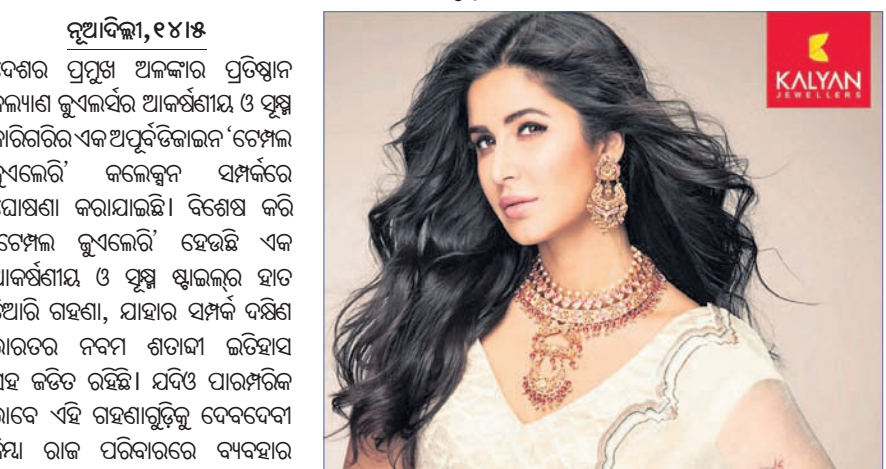 ନୂଆଦିଲ୍ଲୀ,୧୪।୫
ଦେଶର ପ୍ରମୁଖ ଅଳଙ୍କାର ପ୍ରତିଷ୍ଠାନ
କଲ୍ୟାଣ ଜୁଏଲର୍ସର ଆକର୍ଷଣୀୟ ଓ ସୂକ୍ଷ୍ମ
କାରିଗରିର ଏକ ଅପୂର୍ବଡିଜାଇନ ‘ଟେମ୍ପଲ
ଜୁଏଲେରି’ କଲେକ୍ସନ ସମ୍ପର୍କରେ
ଘୋଷଣା କରାଯାଇଛି। ବିଶେଷ କରି
‘ଟେମ୍ପଲ ଜୁଏଲେରି’ ହେଉଛି ଏକ
ଆକର୍ଷଣୀୟ ଓ ସୂକ୍ଷ୍ମ ଷ୍ଟାଇଲ୍‌ର ହାତ
ତିଆରି ଗହଣା, ଯାହାର ସମ୍ପର୍କ ଦକ୍ଷିଣ
ଭାରତର ନବମ ଶତାବ୍ଦୀ ଇତିହାସ
ସହ ଜଡିତ ରହିଛି। ଯଦିଓ ପାରମ୍ପରିକ
ଭାବେ ଏହି ଗହଣାଗୁଡ଼ିକୁ ଦେବଦେବୀ
କିମ୍ବା ରାଜ ପରିବାରରେ ବ୍ୟବହାର
KALYAN
JEWELLERS